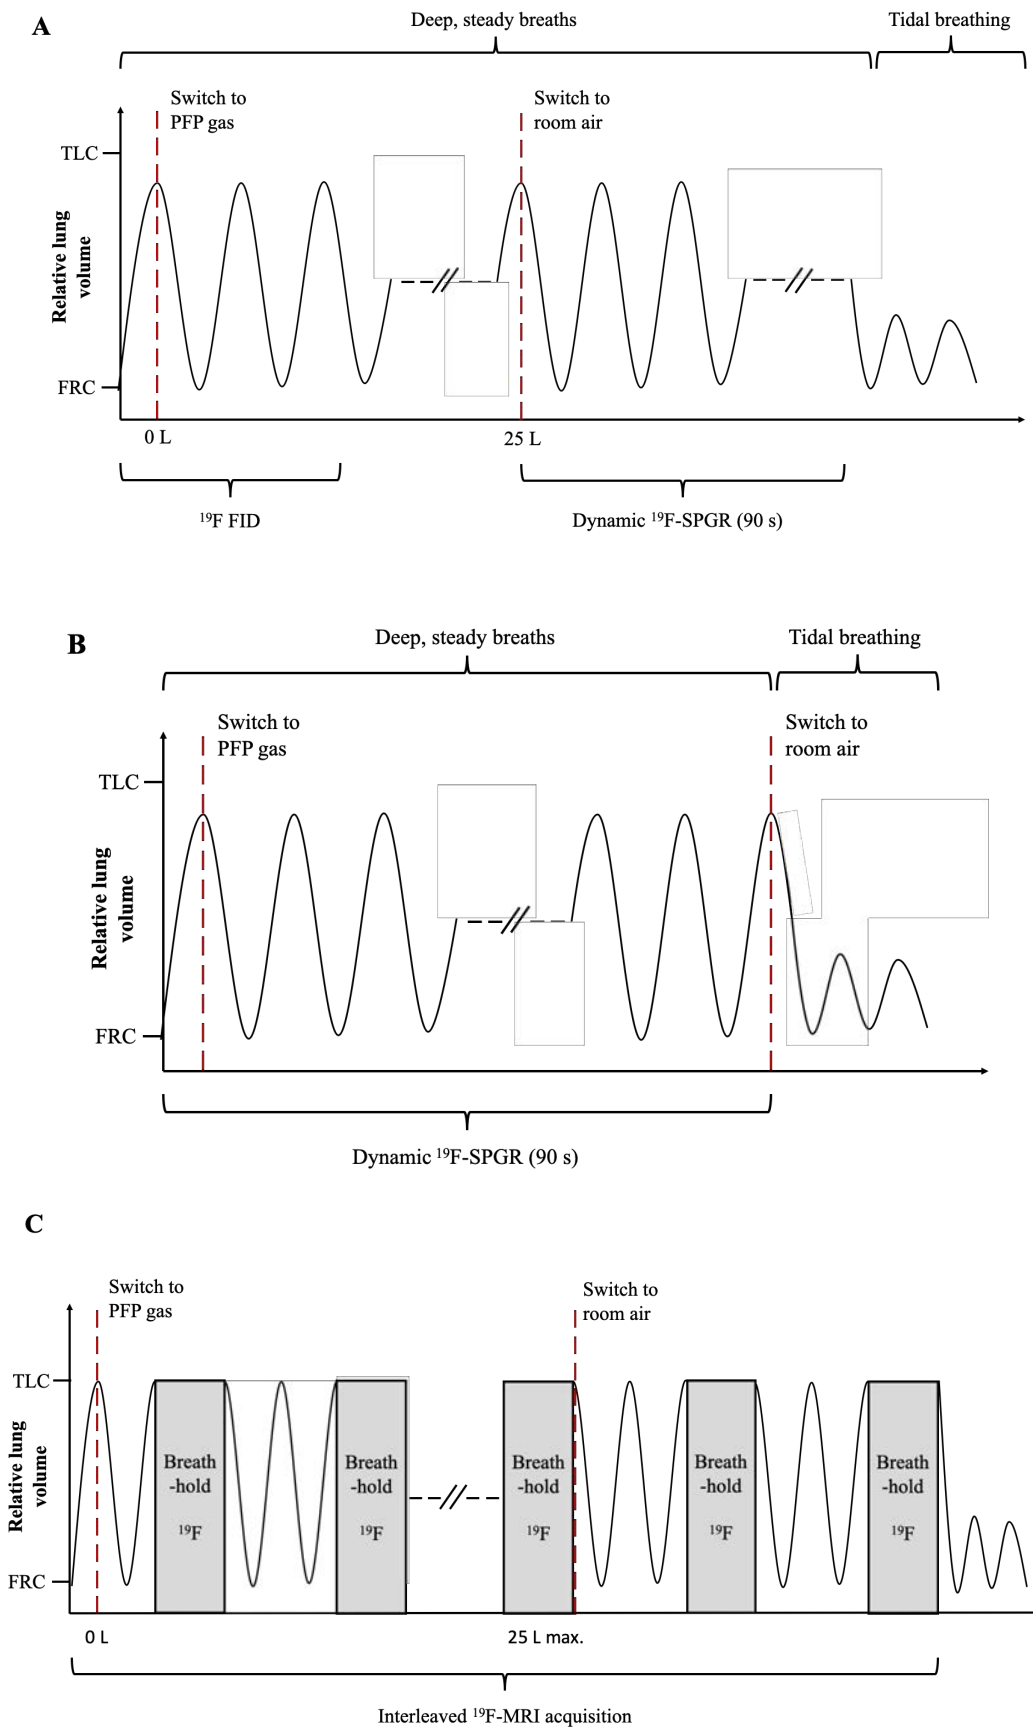 A
Deep, steady breaths
Tidal breathing
Switch to
PFP gas
Switch to
room air
TLC
Relative lung
volume
FRC
0 L
25 L
¹⁹F FID
Dynamic ¹⁹F-SPGR (90 s)
B
Deep, steady breaths
Tidal breathing
Switch to
PFP gas
Switch to
room air
TLC
Relative lung
volume
FRC
Dynamic ¹⁹F-SPGR (90 s)
C
Switch to
PFP gas
Switch to
room air
TLC
Relative lung
volume
FRC
Breath
-hold
¹⁹F
Breath
-hold
¹⁹F
Breath
-hold
¹⁹F
Breath
-hold
¹⁹F
Breath
-hold
¹⁹F
0 L
25 L max.
Interleaved ¹⁹F-MRI acquisition